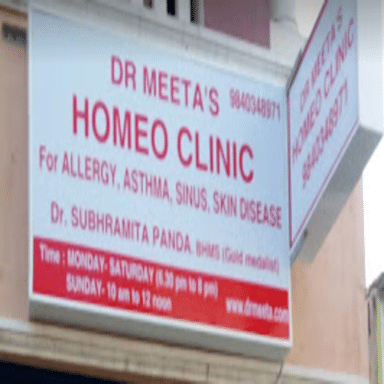 DR MEETA'S 9840348971
HOMEO CLINIC
For ALLERGY, ASTHMA, SINUS, SKIN DISEASE
Dr. SUBHRAMITA PANDA. BHMS (Gold medalist)
Time : MONDAY- SATURDAY (5.30 pm to 8 pm)
SUNDAY- 10 am to 12 noon
www.drmeeta.com
DR MEETA'S
HOMEO CLINIC
9840348971